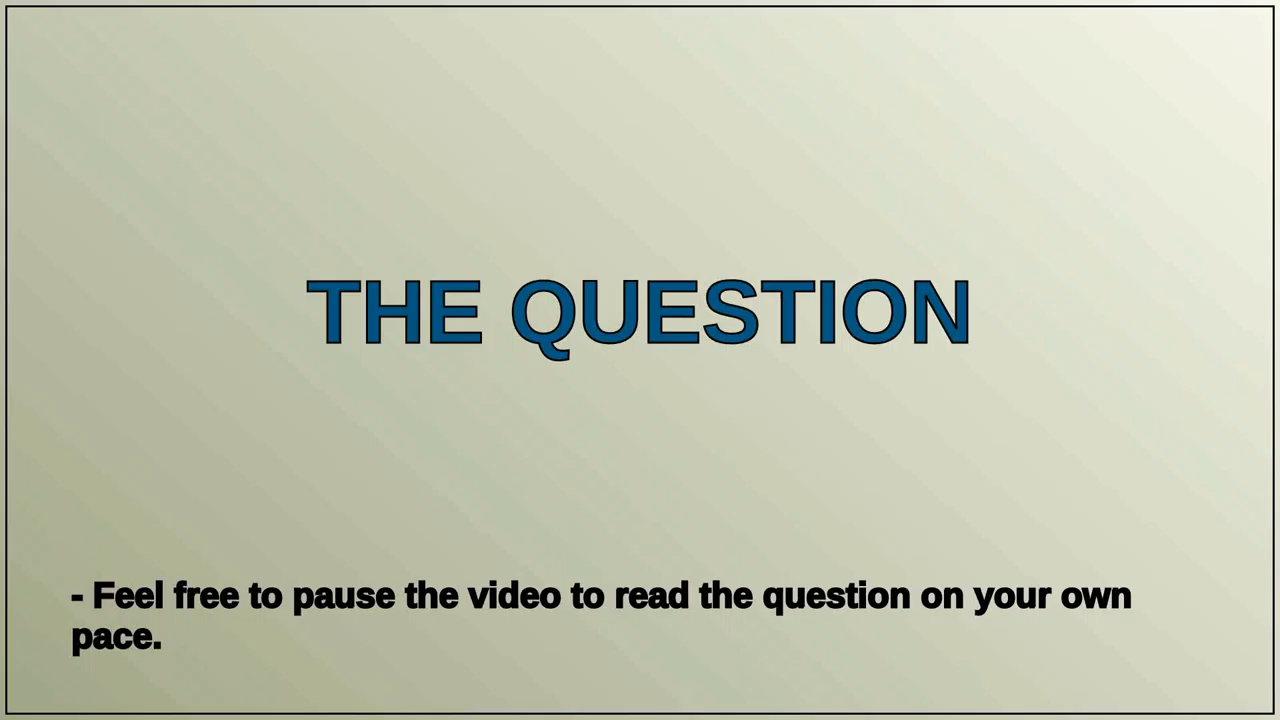 THE QUESTION
- Feel free to pause the video to read the question on your own
pace.